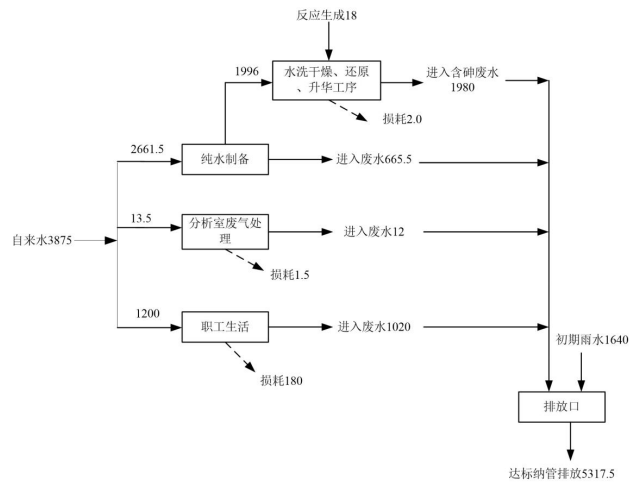 反应生成18
1996
水洗干燥、还原
、升华工序
进入含砷废水
1980
损耗2.0
2661.5
纯水制备
进入废水665.5
13.5
分析室废气处
理
进入废水12
自来水3875
损耗1.5
1200
职工生活
进入废水1020
初期雨水1640
损耗180
排放口
达标纳管排放5317.5